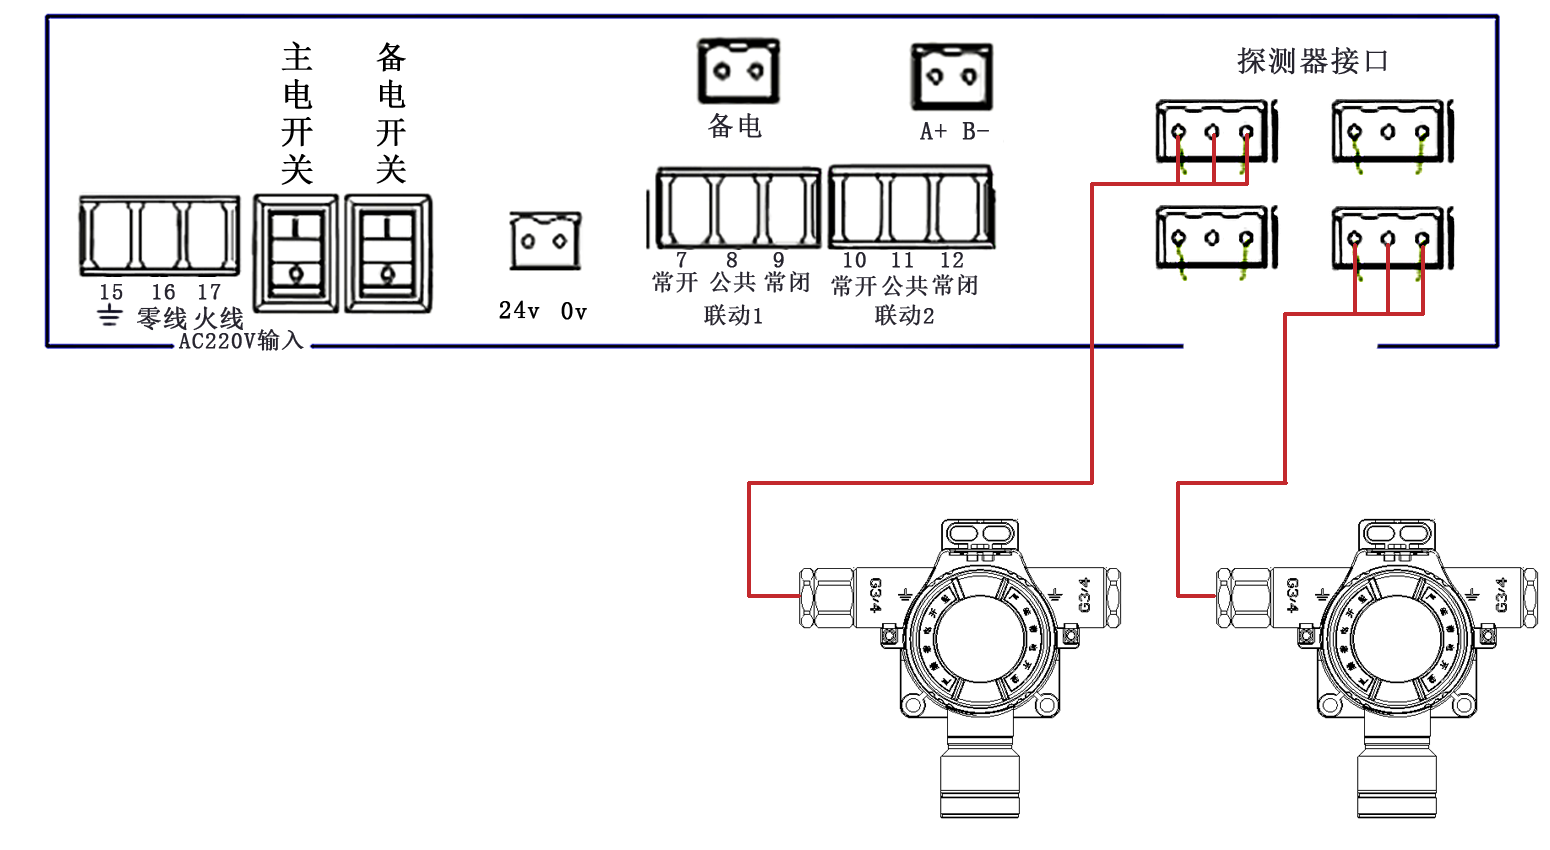 主电开关
备电开关
备电
A+ B-
探测器接口
15 16 17
零线 火线
AC220V输入
24v 0v
7 8 9
常开 公共 常闭
联动1
10 11 12
常开 公共 常闭
联动2
G3/4
G3/4
G3/4
G3/4